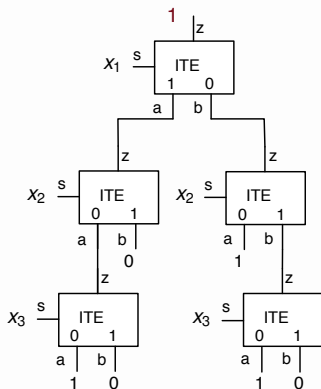 1
z
x₁ s ITE
1 0
a b
z z
x₂ s ITE x₂ s ITE
0 1 0 1
a b a b
0 1
z z
x₃ s ITE x₃ s ITE
0 1 0 1
a b a b
1 0 1 0